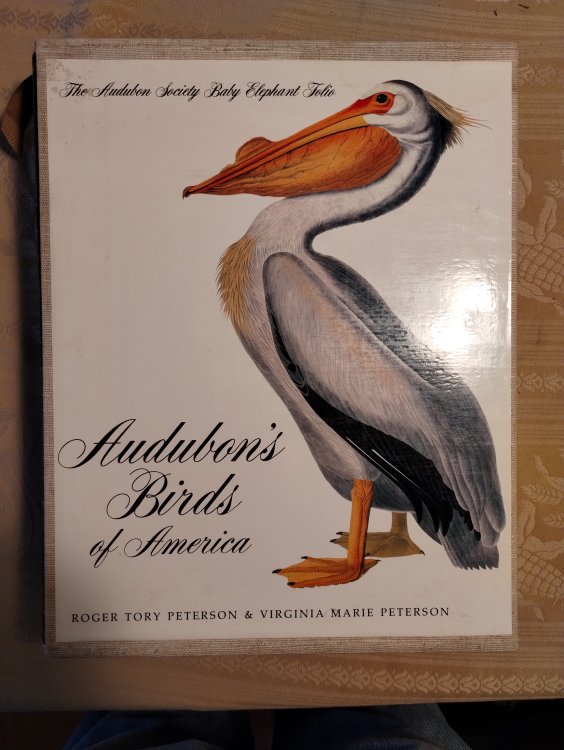 The Audubon Society Baby Elephant Folio
Audubon's
Birds
of America
ROGER TORY PETERSON & VIRGINIA MARIE PETERSON